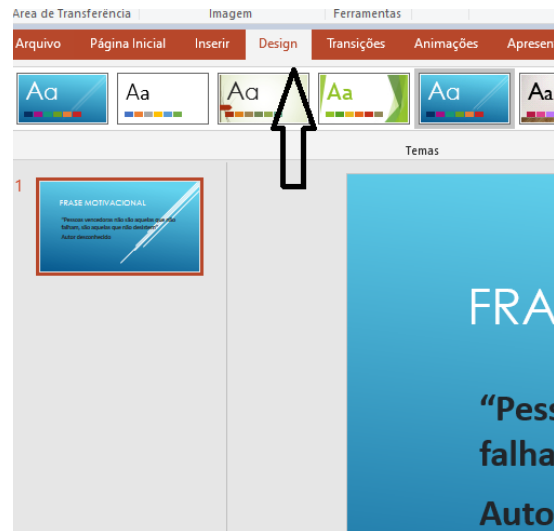 Área de Transferência Imagem Ferramentas
Arquivo Página Inicial Inserir Design Transições Animações Apresen
Aa Aa Aa Aa Aa Aa
Temas
1
FRASE MOTIVACIONAL
"Pessoas vencedoras não são aquelas que não
falham, são aquelas que não desistem"
Autor desconhecido
FRA
“Pess
falha
Auto